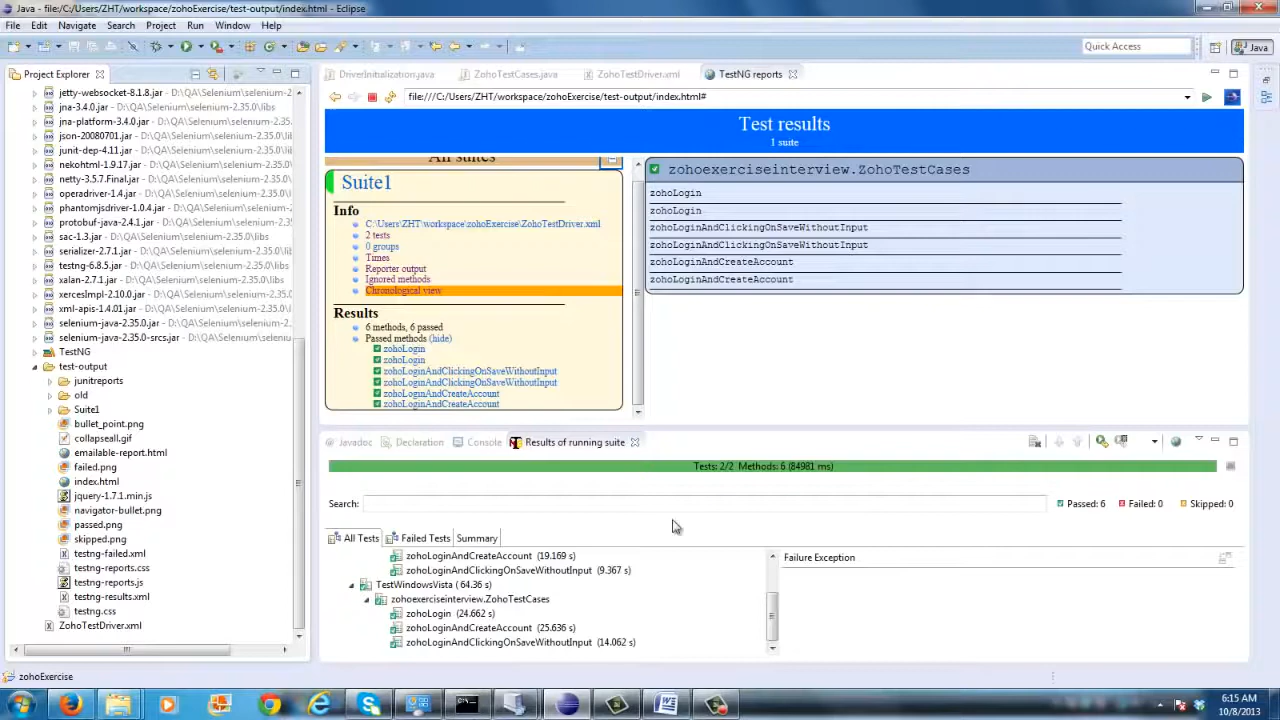 Java - file:/C:/Users/ZHT/workspace/zohoExercise/test-output/index.html - Eclipse
File Edit Navigate Search Project Run Window Help
Quick Access
Java
Project Explorer
jetty-websocket-8.1.8.jar - D:\QA\Selenium\selenium-2.35.0\libs
jna-3.4.0.jar - D:\QA\Selenium\selenium-2.35.0\libs
jna-platform-3.4.0.jar - D:\QA\Selenium\selenium-2.35.0\libs
json-20080701.jar - D:\QA\Selenium\selenium-2.35.0\libs
junit-dep-4.11.jar - D:\QA\Selenium\selenium-2.35.0\libs
nekohtml-1.9.17.jar - D:\QA\Selenium\selenium-2.35.0\libs
netty-3.5.7.Final.jar - D:\QA\Selenium\selenium-2.35.0\libs
operadriver-1.4.jar - D:\QA\Selenium\selenium-2.35.0\libs
phantomjsdriver-1.0.4.jar - D:\QA\Selenium\selenium-2
protobuf-java-2.4.1.jar - D:\QA\Selenium\selenium-2.35.
sac-1.3.jar - D:\QA\Selenium\selenium-2.35.0\libs
serializer-2.7.1.jar - D:\QA\Selenium\selenium-2.35.0\libs
testng-6.8.5.jar - D:\QA\Selenium\selenium-2.35.0\libs
xalan-2.7.1.jar - D:\QA\Selenium\selenium-2.35.0\libs
xercesImpl-2.10.0.jar - D:\QA\Selenium\selenium-2.35.0\
xml-apis-1.4.01.jar - D:\QA\Selenium\selenium-2.35.0\libs
selenium-java-2.35.0.jar - D:\QA\Selenium\selenium-2.35
selenium-java-2.35.0-srcs.jar - D:\QA\Selenium\selenium
TestNG
test-output
junitreports
old
Suite1
bullet_point.png
collapseall.gif
emailable-report.html
failed.png
index.html
jquery-1.7.1.min.js
navigator-bullet.png
passed.png
skipped.png
testng-failed.xml
testng-reports.css
testng-reports.js
testng-results.xml
testng.css
ZohoTestDriver.xml
DriverInitialization.java ZohoTestCases.java ZohoTestDriver.xml TestNG reports
file:///C:/Users/ZHT/workspace/zohoExercise/test-output/index.html#
Test results
1 suite
All suites
Suite1
Info
C:\Users\ZHT\workspace\zohoExercise\ZohoTestDriver.xml
2 tests
0 groups
Times
Reporter output
Ignored methods
Chronological view
Results
6 methods, 6 passed
Passed methods (hide)
zohoLogin
zohoLogin
zohoLoginAndClickingOnSaveWithoutInput
zohoLoginAndClickingOnSaveWithoutInput
zohoLoginAndCreateAccount
zohoLoginAndCreateAccount
zohoexerciseinterview.ZohoTestCases
zohoLogin
zohoLogin
zohoLoginAndClickingOnSaveWithoutInput
zohoLoginAndClickingOnSaveWithoutInput
zohoLoginAndCreateAccount
zohoLoginAndCreateAccount
Javadoc Declaration Console Results of running suite
Tests: 2/2 Methods: 6 (84981 ms)
Search: Passed: 6 Failed: 0 Skipped: 0
All Tests Failed Tests Summary
zohoLoginAndCreateAccount (19.169 s)
zohoLoginAndClickingOnSaveWithoutInput (9.367 s)
TestWindowsVista ( 64.36 s)
zohoexerciseinterview.ZohoTestCases
zohoLogin (24.662 s)
zohoLoginAndCreateAccount (25.636 s)
zohoLoginAndClickingOnSaveWithoutInput (14.062 s)
Failure Exception
zohoExercise
6:15 AM
10/8/2013